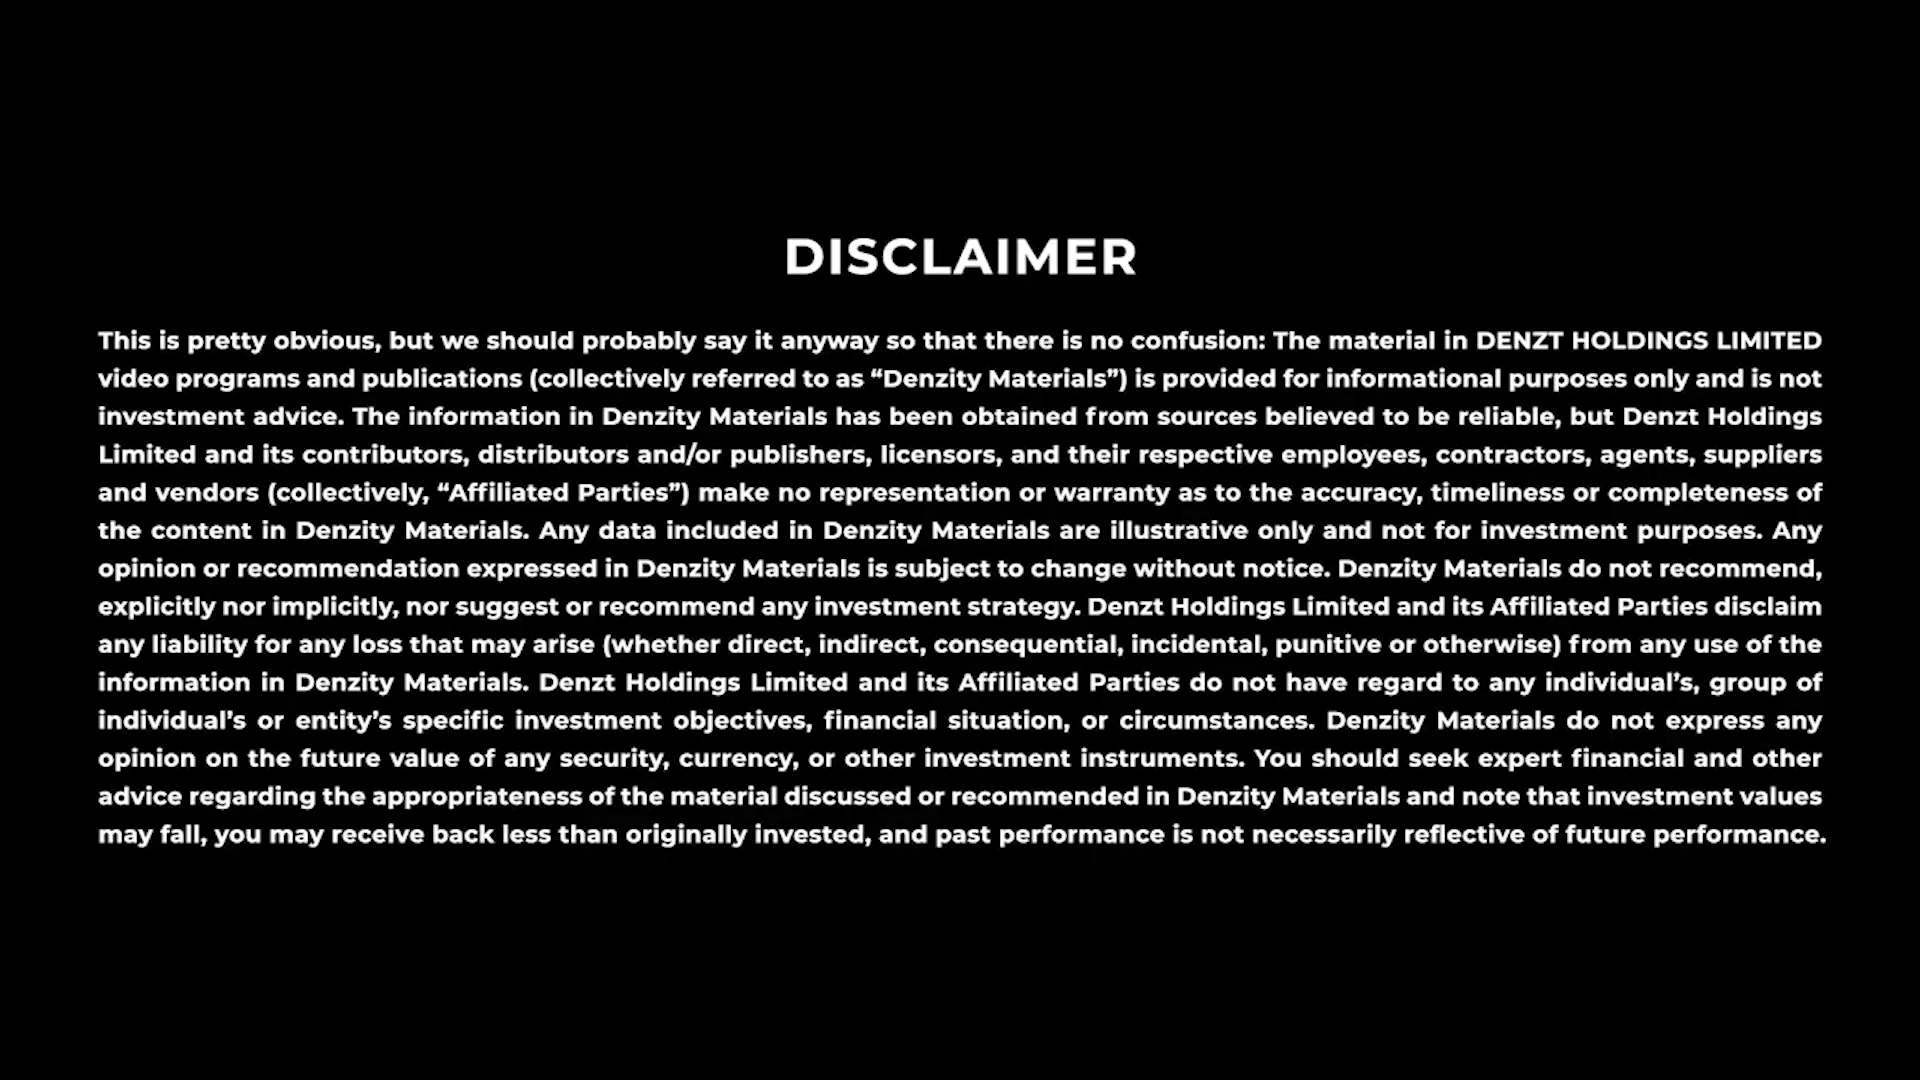 DISCLAIMER
This is pretty obvious, but we should probably say it anyway so that there is no confusion: The material in DENZT HOLDINGS LIMITED
video programs and publications (collectively referred to as “Denzity Materials”) is provided for informational purposes only and is not
investment advice. The information in Denzity Materials has been obtained from sources believed to be reliable, but Denzt Holdings
Limited and its contributors, distributors and/or publishers, licensors, and their respective employees, contractors, agents, suppliers
and vendors (collectively, “Affiliated Parties”) make no representation or warranty as to the accuracy, timeliness or completeness of
the content in Denzity Materials. Any data included in Denzity Materials are illustrative only and not for investment purposes. Any
opinion or recommendation expressed in Denzity Materials is subject to change without notice. Denzity Materials do not recommend,
explicitly nor implicitly, nor suggest or recommend any investment strategy. Denzt Holdings Limited and its Affiliated Parties disclaim
any liability for any loss that may arise (whether direct, indirect, consequential, incidental, punitive or otherwise) from any use of the
information in Denzity Materials. Denzt Holdings Limited and its Affiliated Parties do not have regard to any individual’s, group of
individual’s or entity’s specific investment objectives, financial situation, or circumstances. Denzity Materials do not express any
opinion on the future value of any security, currency, or other investment instruments. You should seek expert financial and other
advice regarding the appropriateness of the material discussed or recommended in Denzity Materials and note that investment values
may fall, you may receive back less than originally invested, and past performance is not necessarily reflective of future performance.